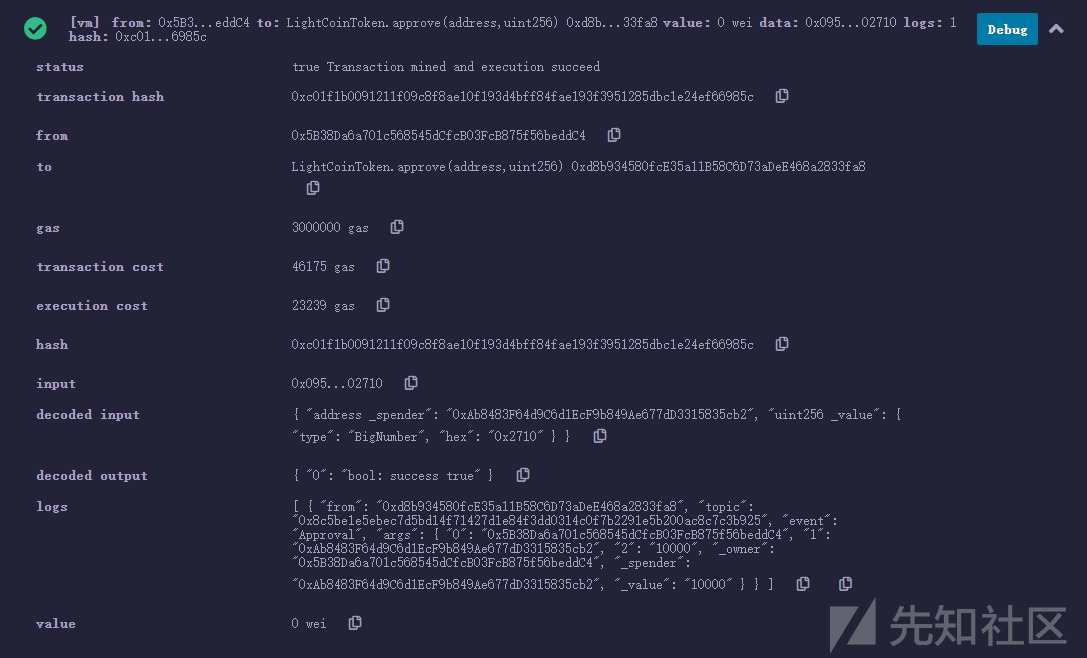 [vm] from: 0x5B3...eddC4 to: LightCoinToken.approve(address,uint256) 0xd8b...33fa8 value: 0 wei data: 0x095...02710 logs: 1
hash: 0xc01...6985c
Debug
status true Transaction mined and execution succeed
transaction hash 0xc01f1b0091211f09c8f8ae10f193d4bff84fae193f3951285dbc1e24ef66985c
from 0x5B38Da6a701c568545dCfcB03FcB875f56beddC4
to LightCoinToken.approve(address,uint256) 0xd8b934580fcE35a11B58C6D73aDeE468a2833fa8
gas 3000000 gas
transaction cost 46175 gas
execution cost 23239 gas
hash 0xc01f1b0091211f09c8f8ae10f193d4bff84fae193f3951285dbc1e24ef66985c
input 0x095...02710
decoded input { "address _spender": "0xAb8483F64d9C6d1EcF9b849Ae677dD3315835cb2", "uint256 _value": {
"type": "BigNumber", "hex": "0x2710" } }
decoded output { "0": "bool: success true" }
logs [ { "from": "0xd8b934580fcE35a11B58C6D73aDeE468a2833fa8", "topic":
"0x8c5be1e5ebec7d5bd14f71427d1e84f3dd0314c0f7b2291e5b200ac8c7c3b925", "event":
"Approval", "args": { "0": "0x5B38Da6a701c568545dCfcB03FcB875f56beddC4", "1":
"0xAb8483F64d9C6d1EcF9b849Ae677dD3315835cb2", "2": "10000", "_owner":
"0x5B38Da6a701c568545dCfcB03FcB875f56beddC4", "_spender":
"0xAb8483F64d9C6d1EcF9b849Ae677dD3315835cb2", "_value": "10000" } } ]
value 0 wei
先知社区